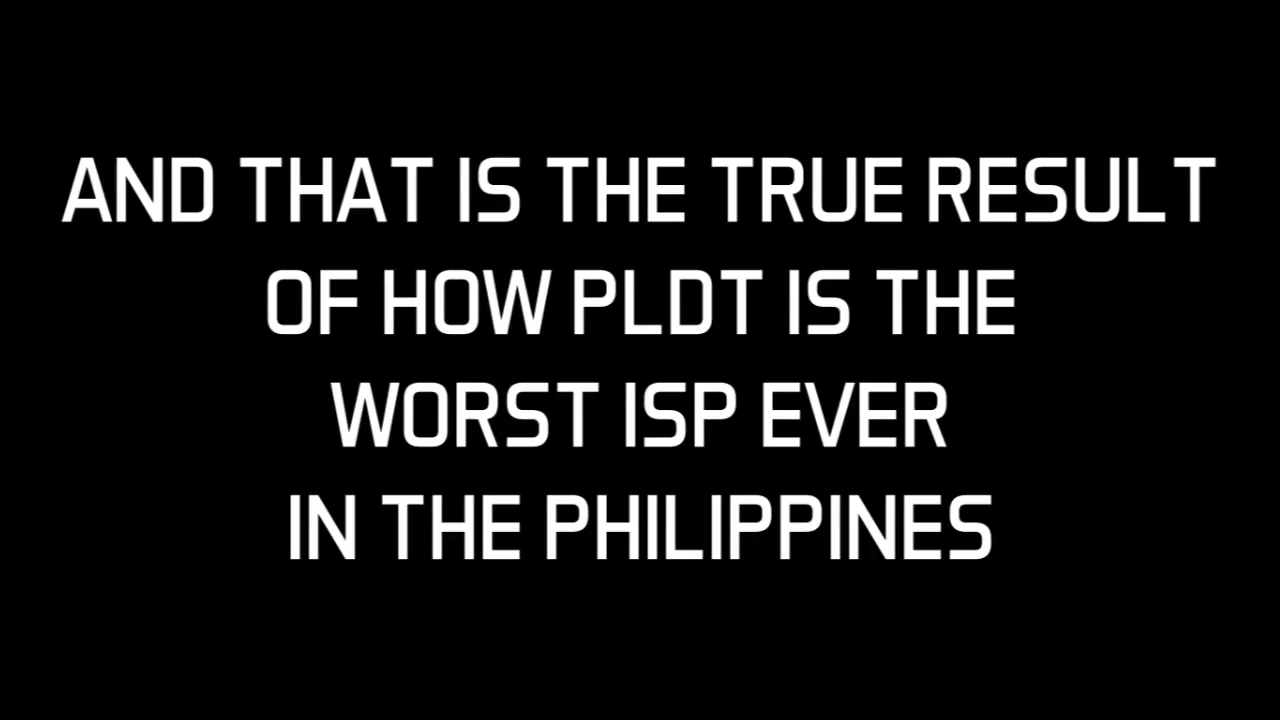 AND THAT IS THE TRUE RESULT
OF HOW PLDT IS THE
WORST ISP EVER
IN THE PHILIPPINES